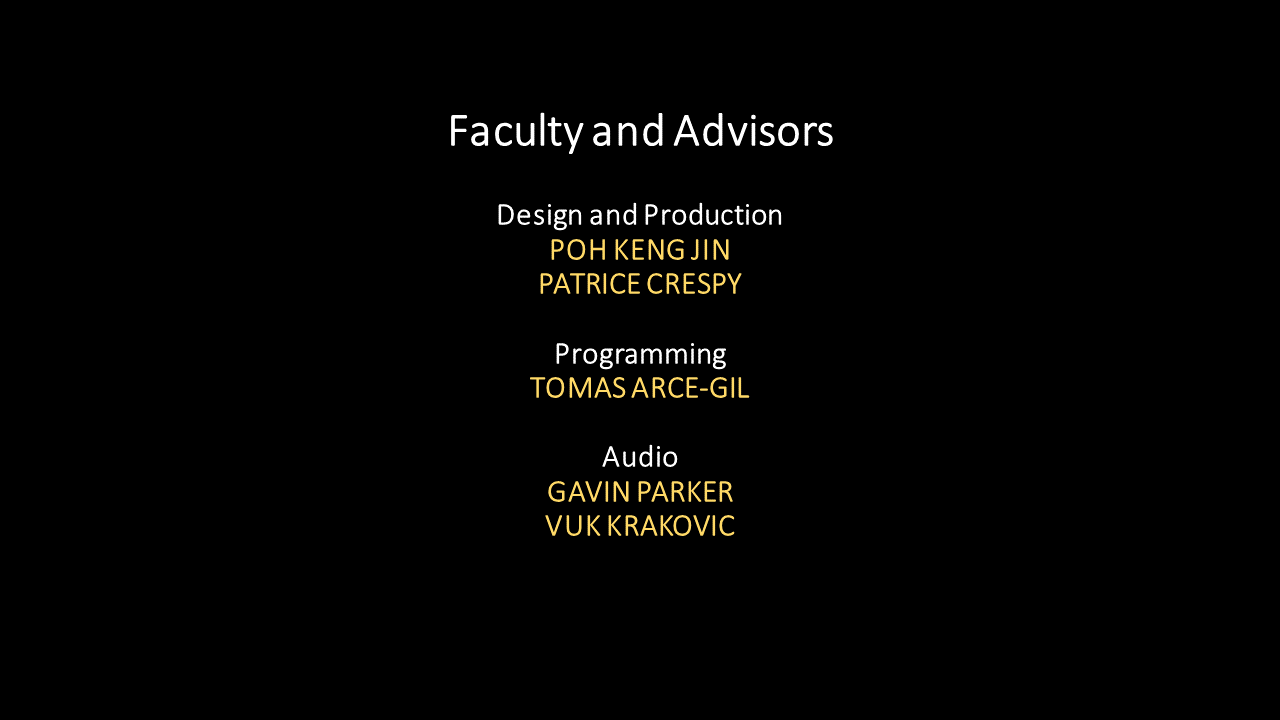 Faculty and Advisors
Design and Production
POH KENG JIN
PATRICE CRESPY
Programming
TOMAS ARCE-GIL
Audio
GAVIN PARKER
VUK KRAKOVIC